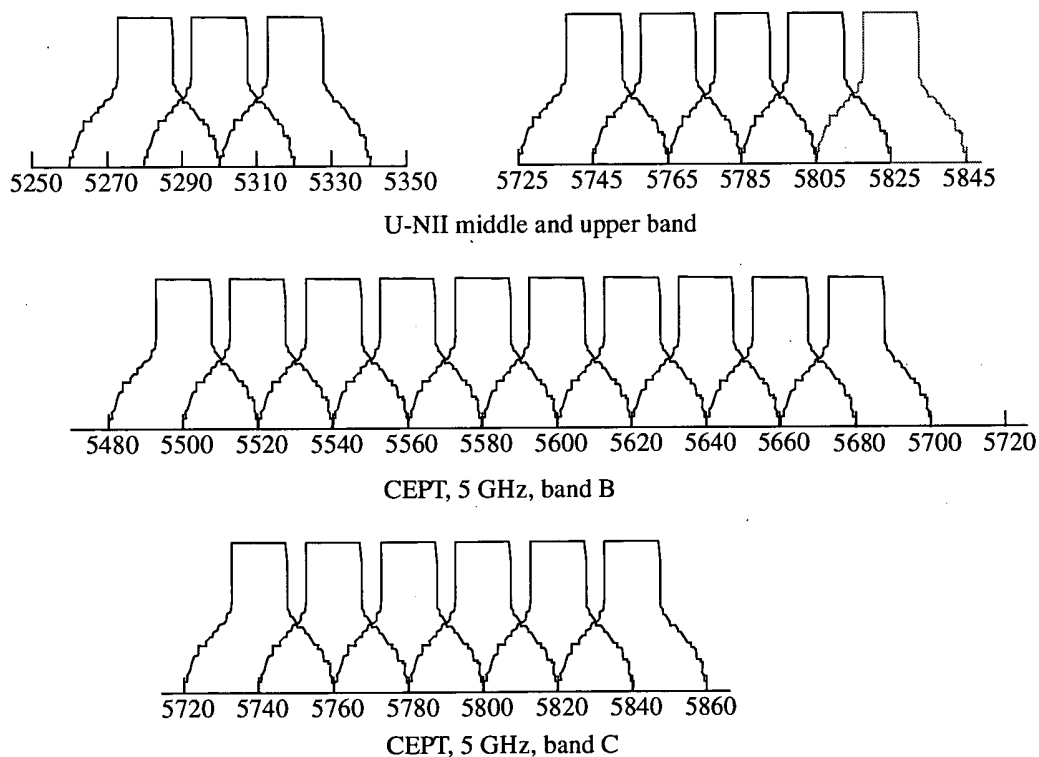 5250 5270 5290 5310 5330 5350 5725 5745 5765 5785 5805 5825 5845
U-NII middle and upper band
5480 5500 5520 5540 5560 5580 5600 5620 5640 5660 5680 5700 5720
CEPT, 5 GHz, band B
5720 5740 5760 5780 5800 5820 5840 5860
CEPT, 5 GHz, band C